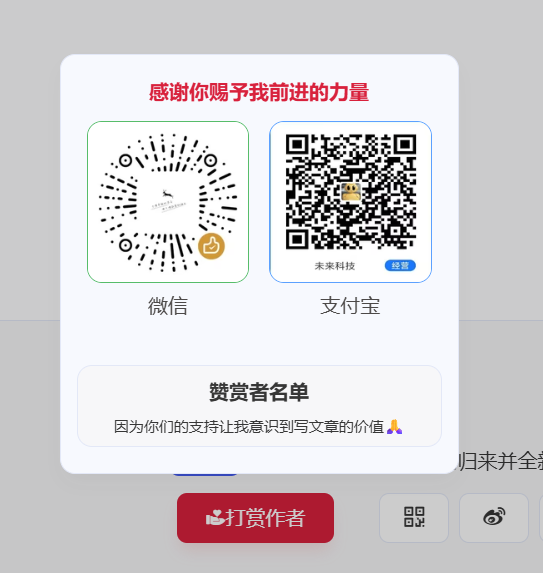 感谢你赐予我前进的力量
未来科技
经营
微信
支付宝
赞赏者名单
因为你们的支持让我意识到写文章的价值🙏
归来并全新
打赏作者